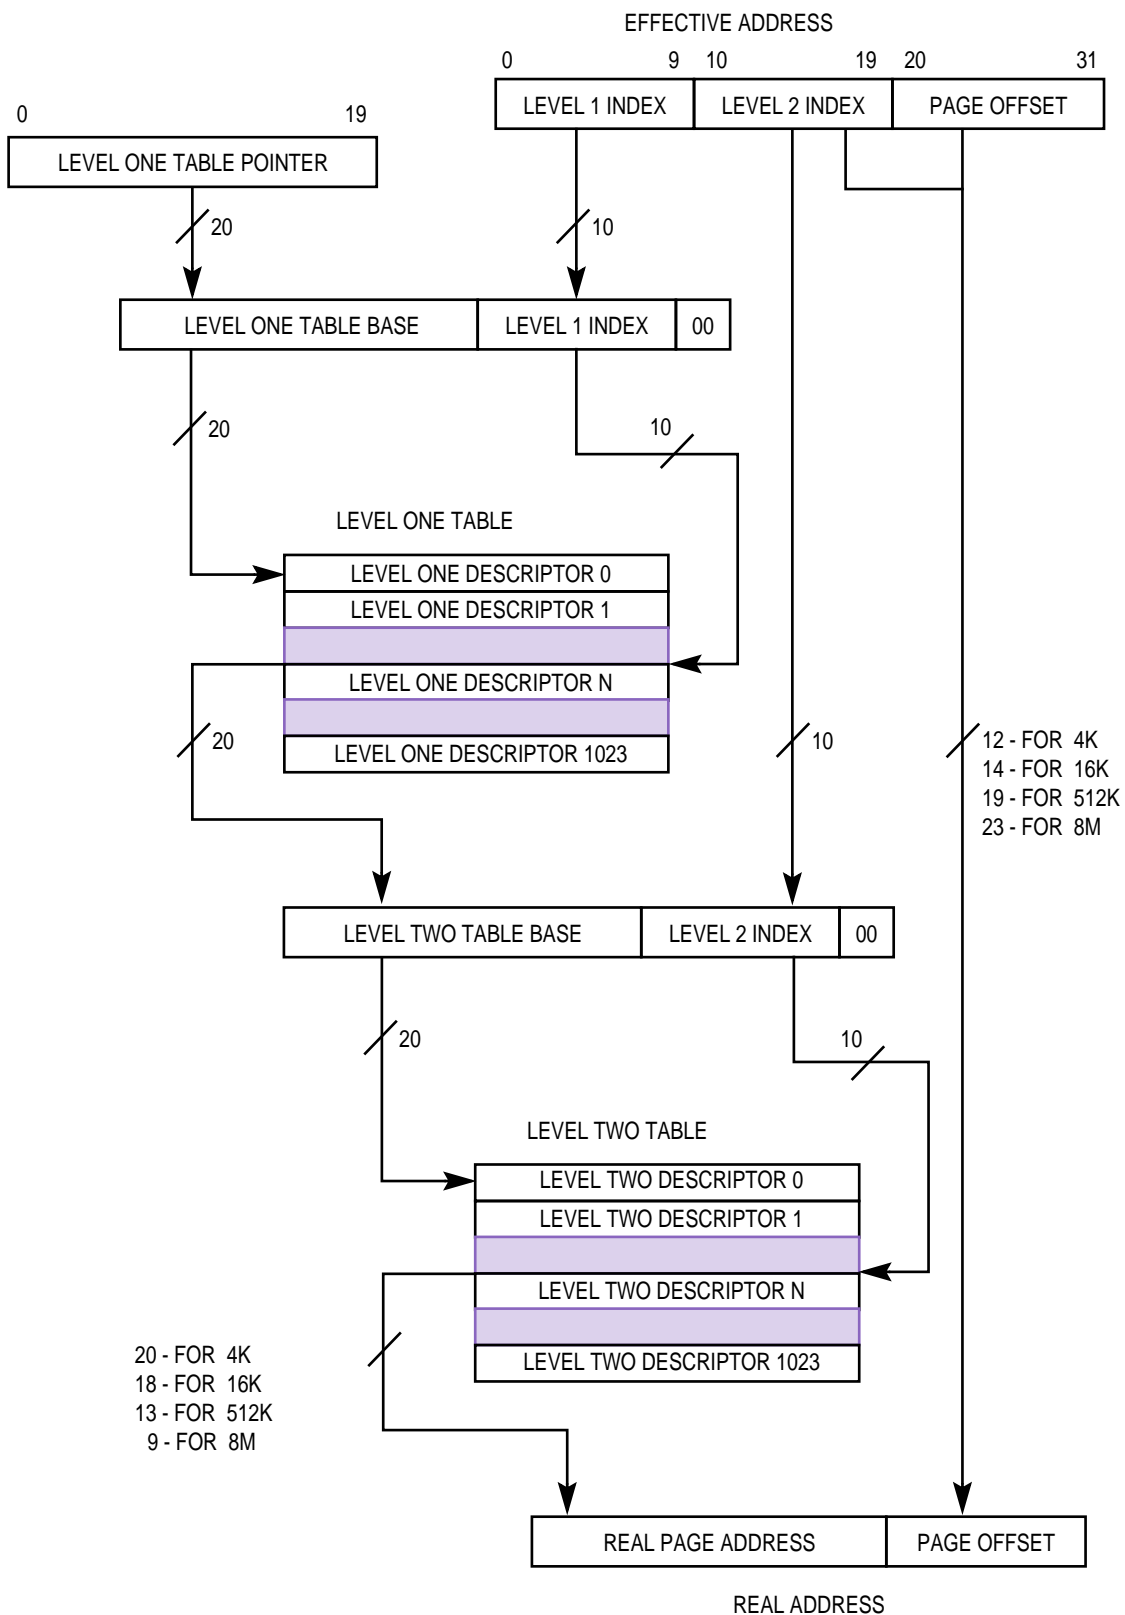 EFFECTIVE ADDRESS
0 9 10 19 20 31
LEVEL 1 INDEX LEVEL 2 INDEX PAGE OFFSET
0 19
LEVEL ONE TABLE POINTER
20 10
LEVEL ONE TABLE BASE LEVEL 1 INDEX 00
20 10
LEVEL ONE TABLE
LEVEL ONE DESCRIPTOR 0
LEVEL ONE DESCRIPTOR 1
LEVEL ONE DESCRIPTOR N
LEVEL ONE DESCRIPTOR 1023
20 10
12 - FOR 4K
14 - FOR 16K
19 - FOR 512K
23 - FOR 8M
LEVEL TWO TABLE BASE LEVEL 2 INDEX 00
20 10
LEVEL TWO TABLE
LEVEL TWO DESCRIPTOR 0
LEVEL TWO DESCRIPTOR 1
LEVEL TWO DESCRIPTOR N
LEVEL TWO DESCRIPTOR 1023
20 - FOR 4K
18 - FOR 16K
13 - FOR 512K
9 - FOR 8M
REAL PAGE ADDRESS PAGE OFFSET
REAL ADDRESS